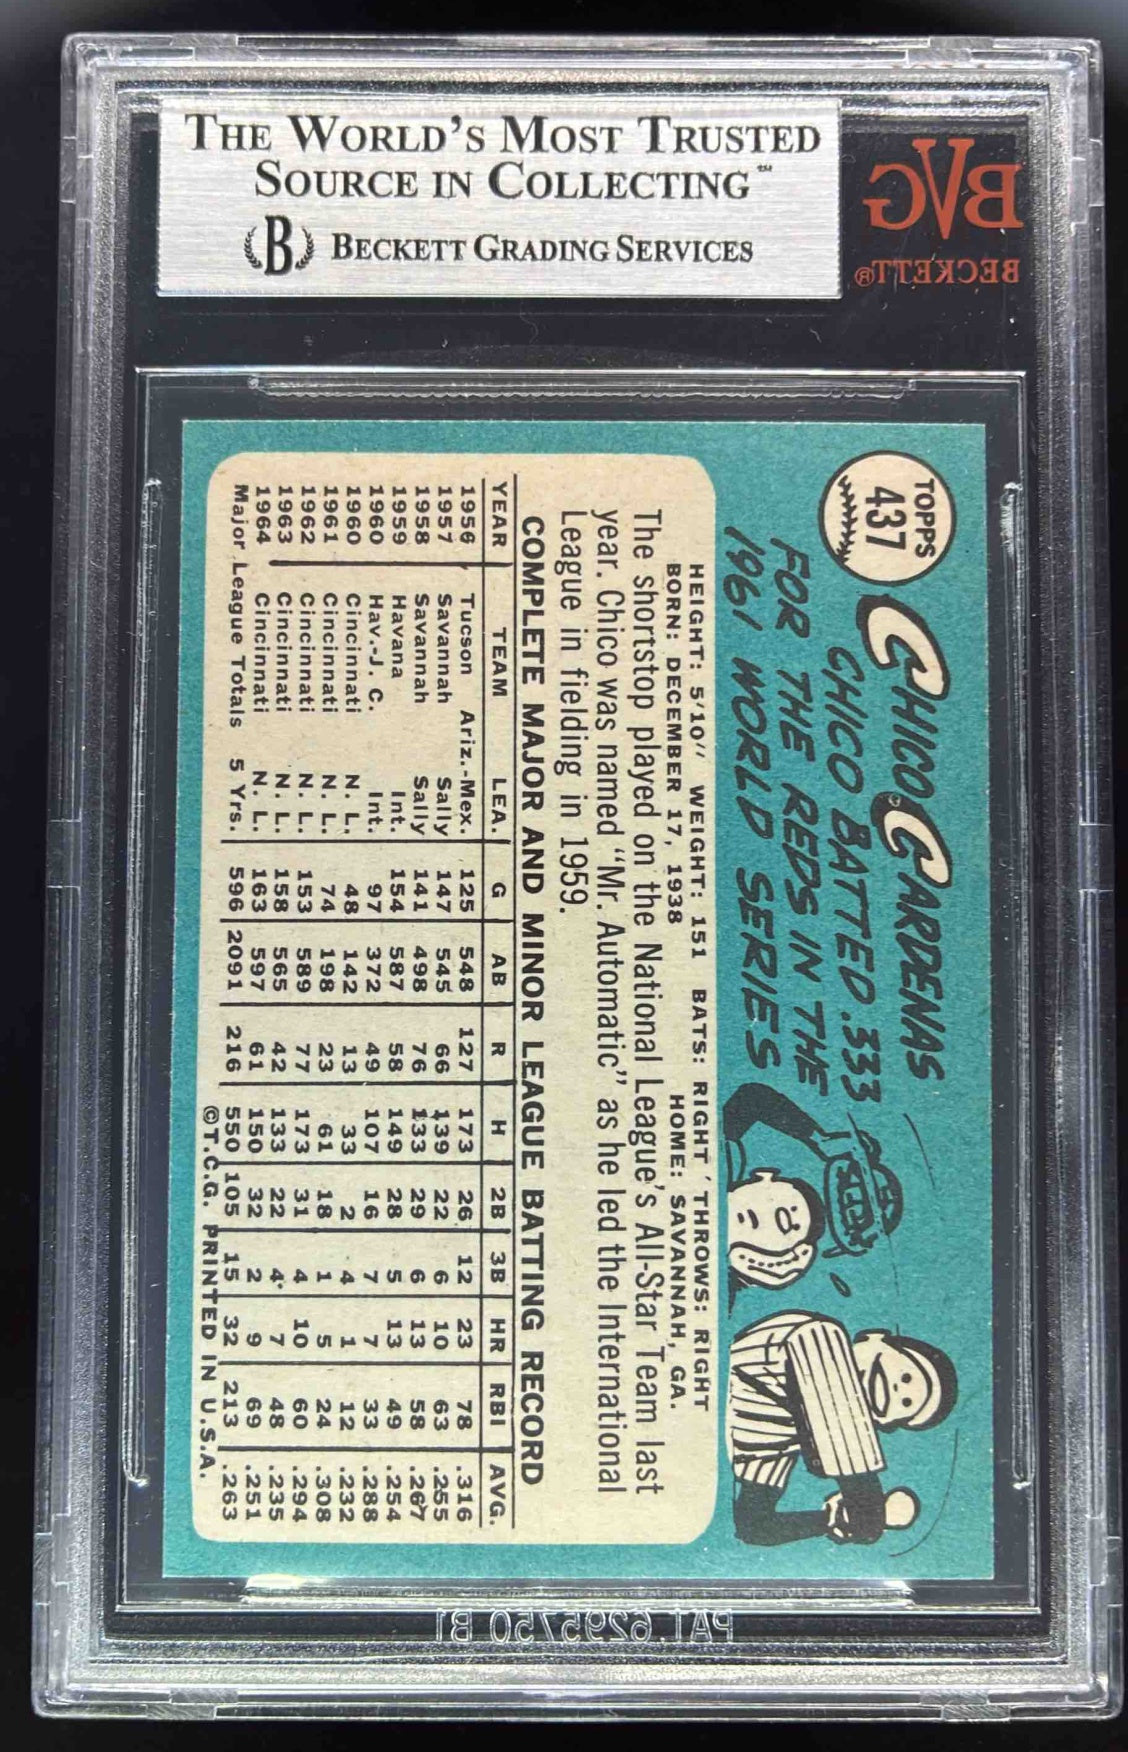 THE WORLD'S MOST TRUSTED
SOURCE IN COLLECTING™
B BECKETT GRADING SERVICES
BVG
BECKETT®
TOPPS
437
CHICO CARDENAS
CHICO BATTED .333
FOR THE REDS IN THE
1961 WORLD SERIES
HEIGHT: 5'10" WEIGHT: 151 BATS: RIGHT THROWS: RIGHT
BORN: DECEMBER 17, 1938 HOME: SAVANNAH, GA.
The shortstop played on the National League's All-Star Team last
year. Chico was named "Mr. Automatic" as he led the International
League in fielding in 1959.
COMPLETE MAJOR AND MINOR LEAGUE BATTING RECORD
YEAR TEAM LEA. G AB R H 2B 3B HR RBI AVG.
1956 Tucson Ariz.-Mex. 125 548 127 173 26 12 23 78 .316
1957 Savannah Sally 147 545 66 139 22 6 10 63 .255
1958 Savannah Sally 141 498 76 133 29 6 13 58 .267
1959 Havana Int. 154 587 58 149 28 5 13 49 .254
1960 Hav.-J. C. Int. 97 372 49 107 16 7 7 33 .288
1960 Cincinnati N. L. 48 142 13 33 2 4 1 12 .232
1961 Cincinnati N. L. 74 198 23 61 18 1 5 24 .308
1962 Cincinnati N. L. 153 589 77 173 31 4 10 60 .294
1963 Cincinnati N. L. 158 565 42 133 22 4 7 48 .235
1964 Cincinnati N. L. 163 597 61 150 32 2 9 69 .251
Major League Totals 5 Yrs. 596 2091 216 550 105 15 32 213 .263
©T.C.G. PRINTED IN U.S.A.
PAT. 6295750 B1